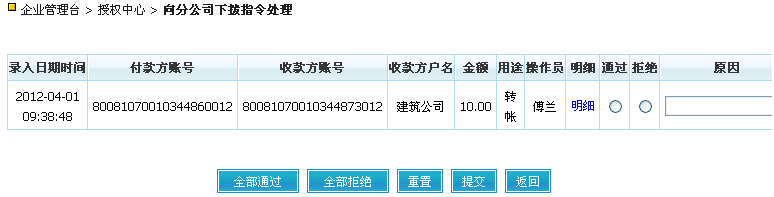 企业管理台 > 授权中心 > 向分公司下拨指令处理
录入日期时间 付款方账号 收款方账号 收款方户名 金额 用途 操作员 明细 通过 拒绝 原因
2012-04-01 09:38:48 80081070010344860012 80081070010344873012 建筑公司 10.00 转帐 傅兰 明细
全部通过 全部拒绝 重置 提交 返回